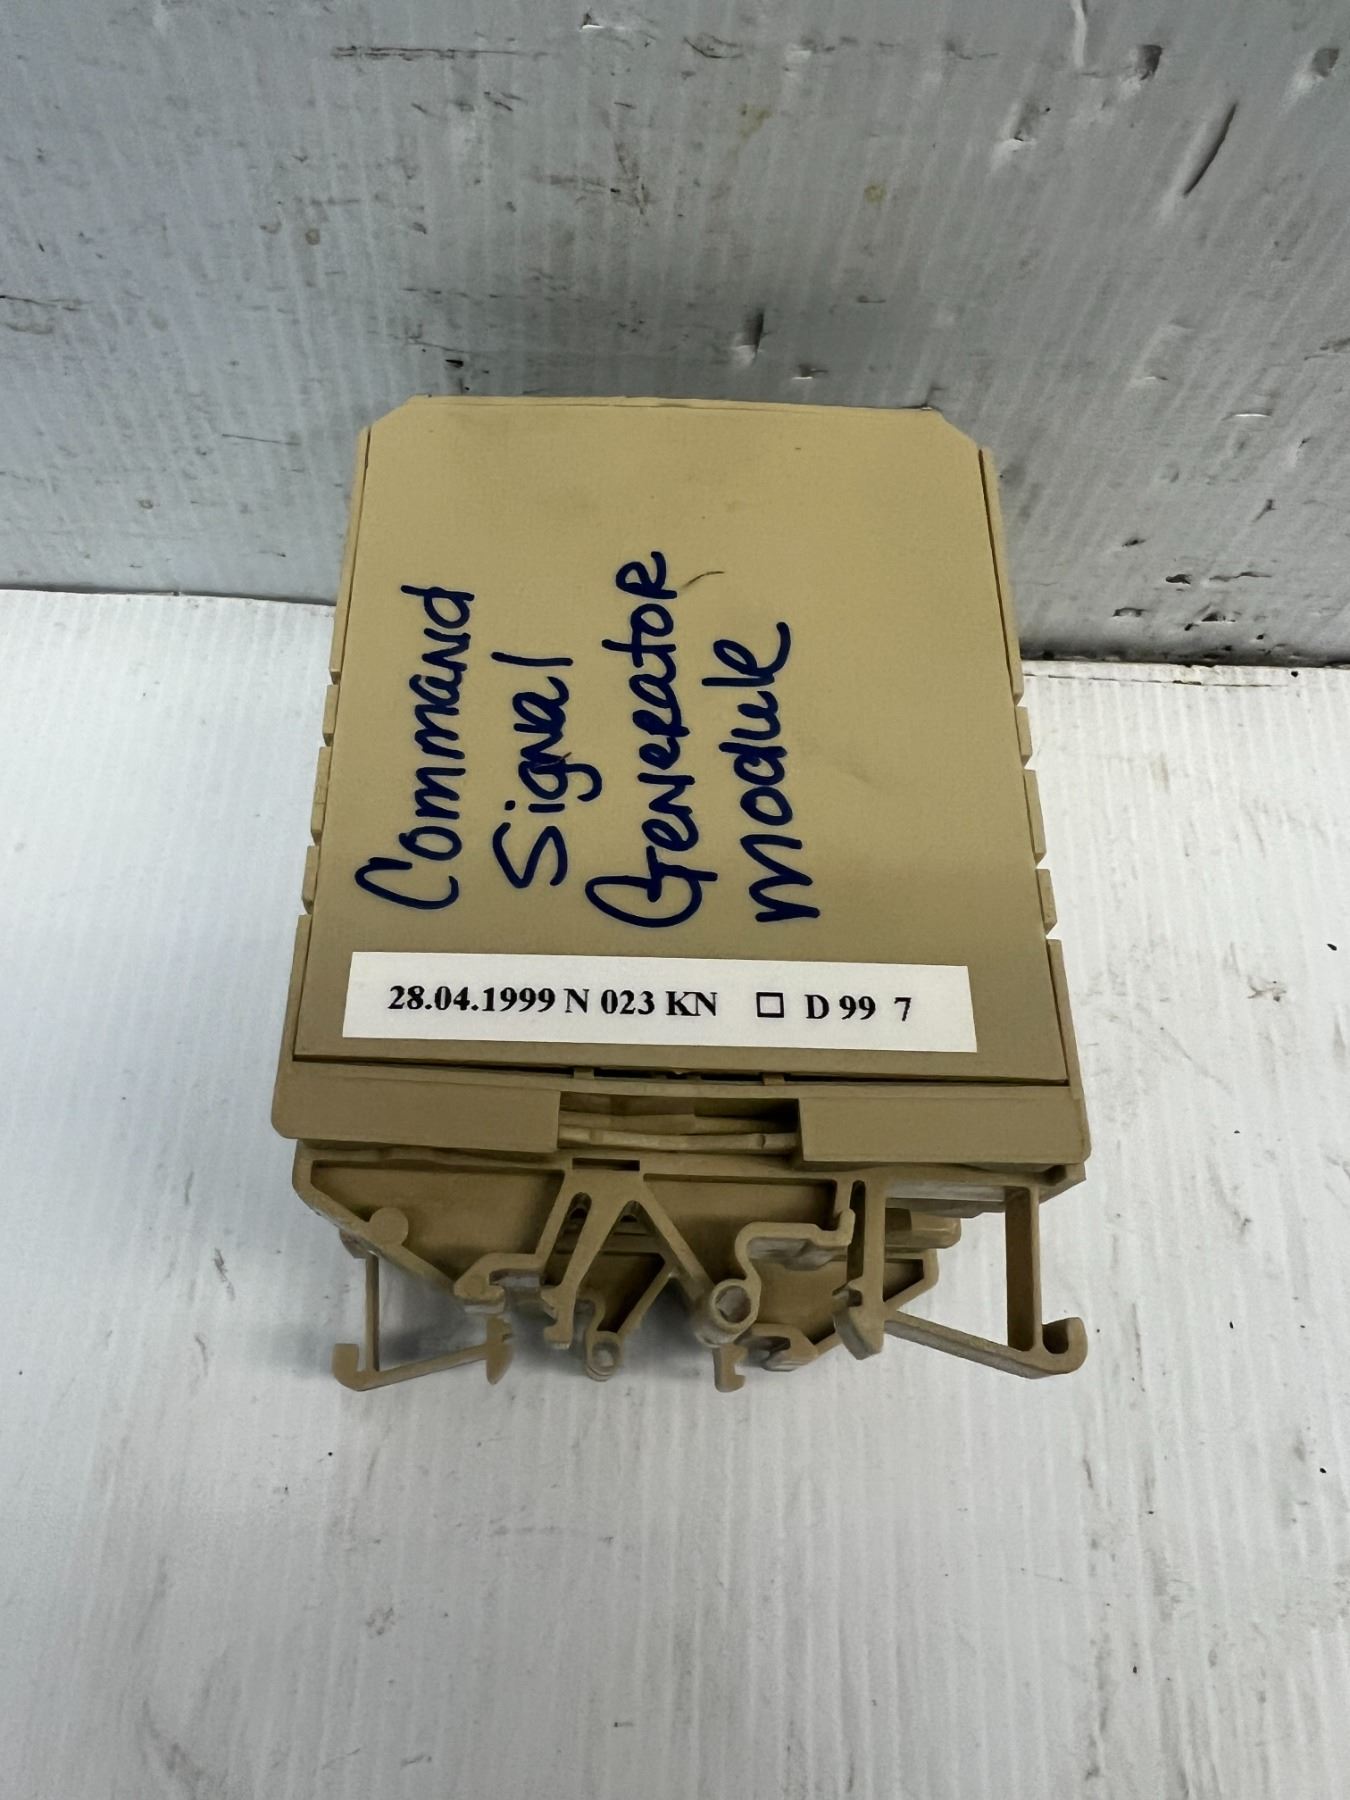 Command
Signal
Generator
module
28.04.1999 N 023 KN □ D 99 7